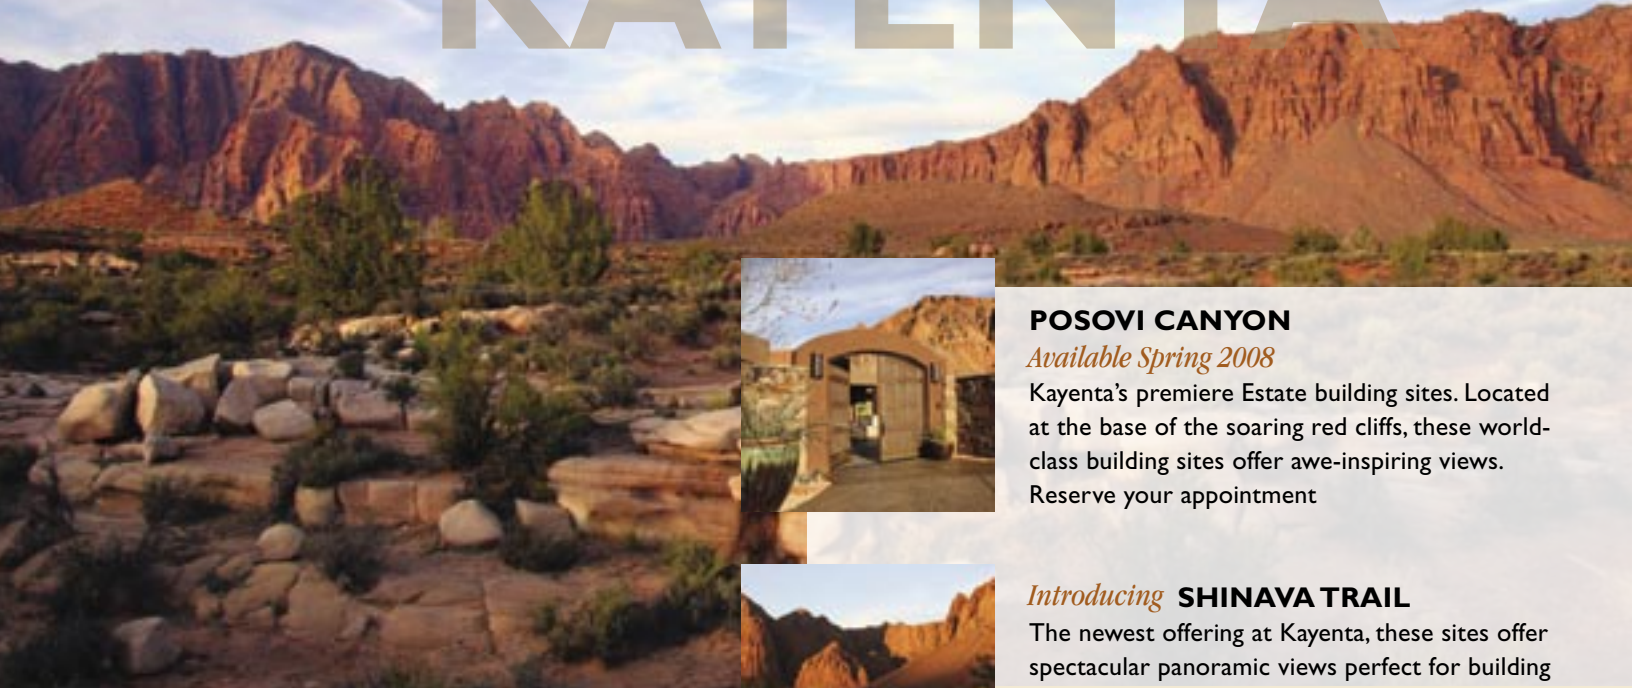 KAYENTA
POSOVI CANYON
Available Spring 2008
Kayenta's premiere Estate building sites. Located
at the base of the soaring red cliffs, these world-
class building sites offer awe-inspiring views.
Reserve your appointment
Introducing SHINAVA TRAIL
The newest offering at Kayenta, these sites offer
spectacular panoramic views perfect for building